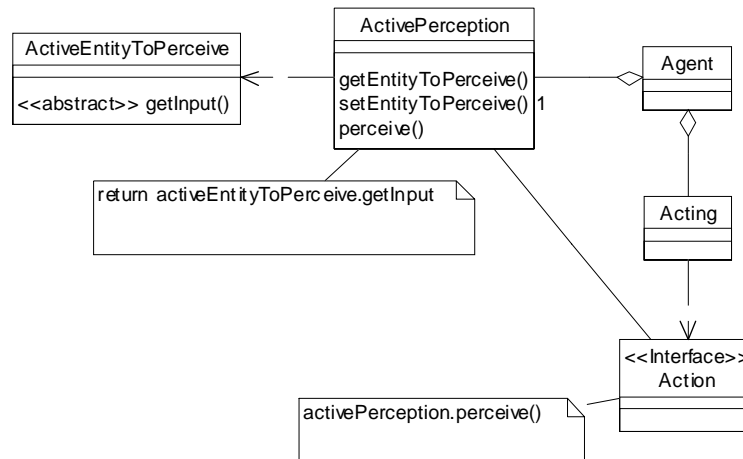 ActivePerception
ActiveEntityToPerceive
Agent
<<abstract>> getInput()
getEntityToPerceive()
setEntityToPerceive() 1
perceive()
return activeEntityToPerceive.getInput
Acting
<<Interface>>
Action
activePerception.perceive()